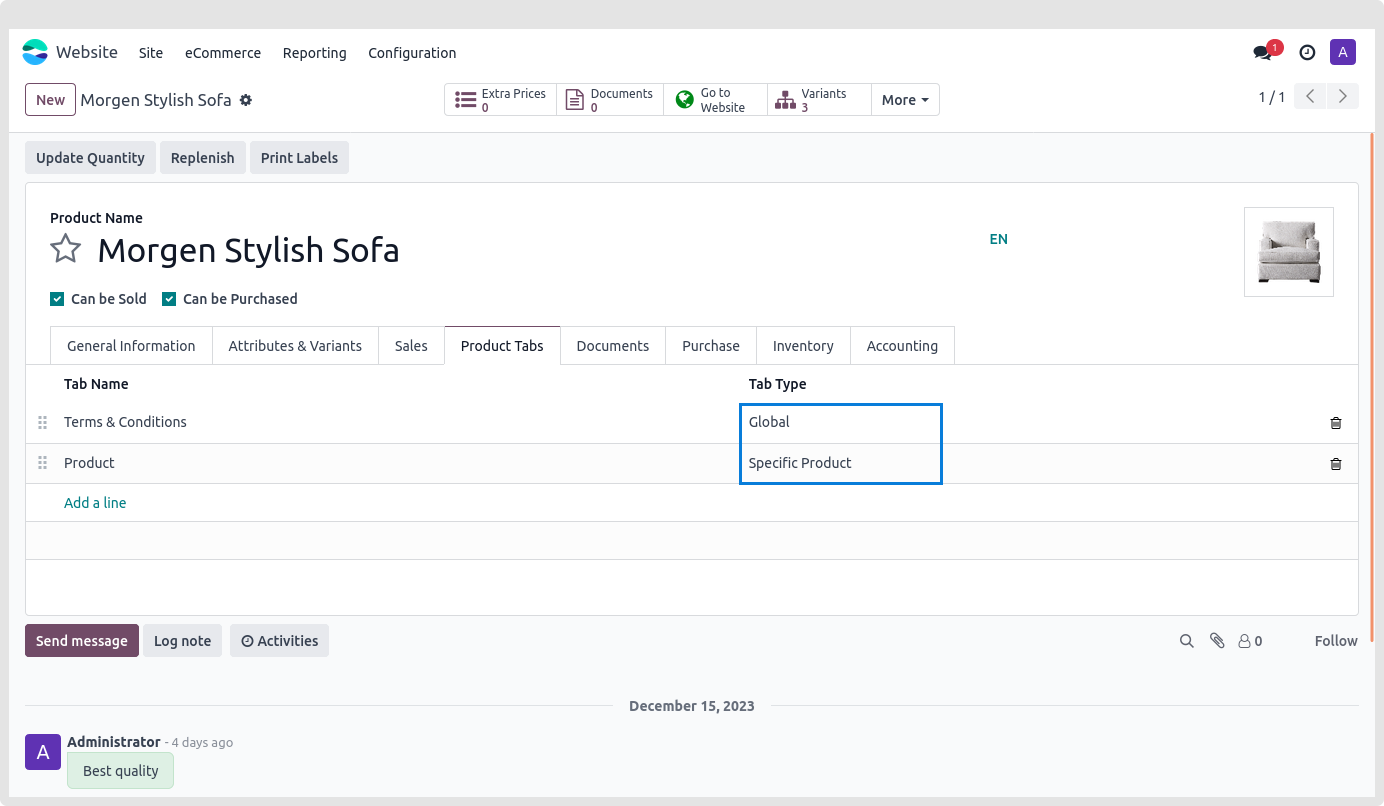 Website Site eCommerce Reporting Configuration 1 A
New Morgen Stylish Sofa Extra Prices 0 Documents 0 Go to Website Variants 3 More 1 / 1
Update Quantity Replenish Print Labels
Product Name
Morgen Stylish Sofa EN
Can be Sold Can be Purchased
General Information Attributes & Variants Sales Product Tabs Documents Purchase Inventory Accounting
Tab Name Tab Type
Terms & Conditions Global
Product Specific Product
Add a line
Send message Log note Activities 0 Follow
December 15, 2023
A Administrator - 4 days ago
Best quality